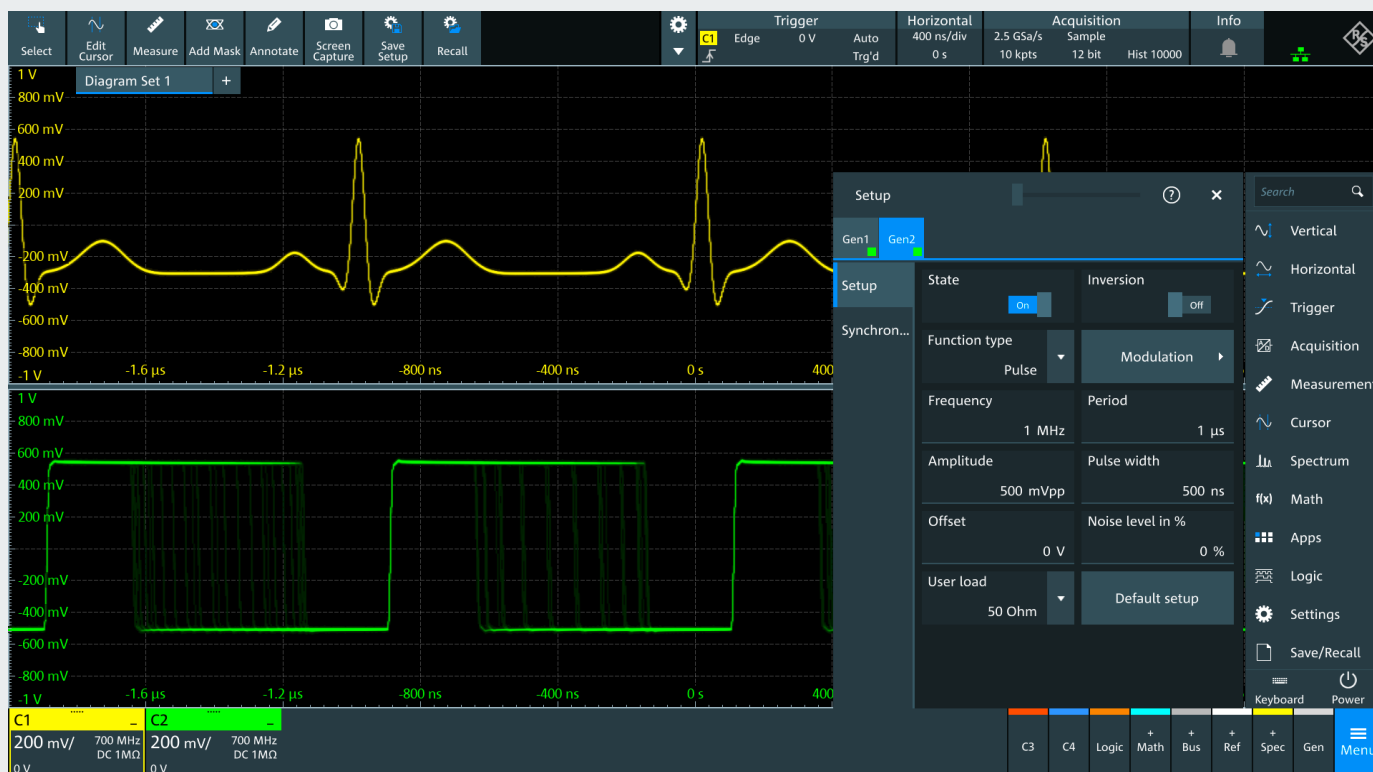 Select
Edit Cursor
Measure
Add Mask
Annotate
Screen Capture
Save Setup
Recall
Trigger
C1 Edge 0 V Auto
Trg'd
Horizontal
400 ns/div
0 s
Acquisition
2.5 GSa/s Sample
10 kpts 12 bit Hist 10000
Info
R&S
Diagram Set 1 +
1 V
800 mV
600 mV
400 mV
200 mV
-200 mV
-400 mV
-600 mV
-800 mV
-1 V
-1.6 µs -1.2 µs -800 ns -400 ns 0 s 400
1 V
800 mV
600 mV
400 mV
200 mV
-200 mV
-400 mV
-600 mV
-800 mV
-1 V
-1.6 µs -1.2 µs -800 ns -400 ns 0 s 400
Setup ? ×
Gen1 Gen2
Setup
Synchron...
State
On
Inversion
Off
Function type
Pulse
Modulation
Frequency
1 MHz
Period
1 µs
Amplitude
500 mVpp
Pulse width
500 ns
Offset
0 V
Noise level in %
0 %
User load
50 Ohm
Default setup
Search
Vertical
Horizontal
Trigger
Acquisition
Measuremen
Cursor
Spectrum
f(x) Math
Apps
Logic
Settings
Save/Recall
Keyboard Power
C1
200 mV/ 700 MHz
DC 1MΩ
0 V
C2
200 mV/ 700 MHz
DC 1MΩ
0 V
C3
C4
Logic
+ Math
+ Bus
+ Ref
+ Spec
Gen
Menu